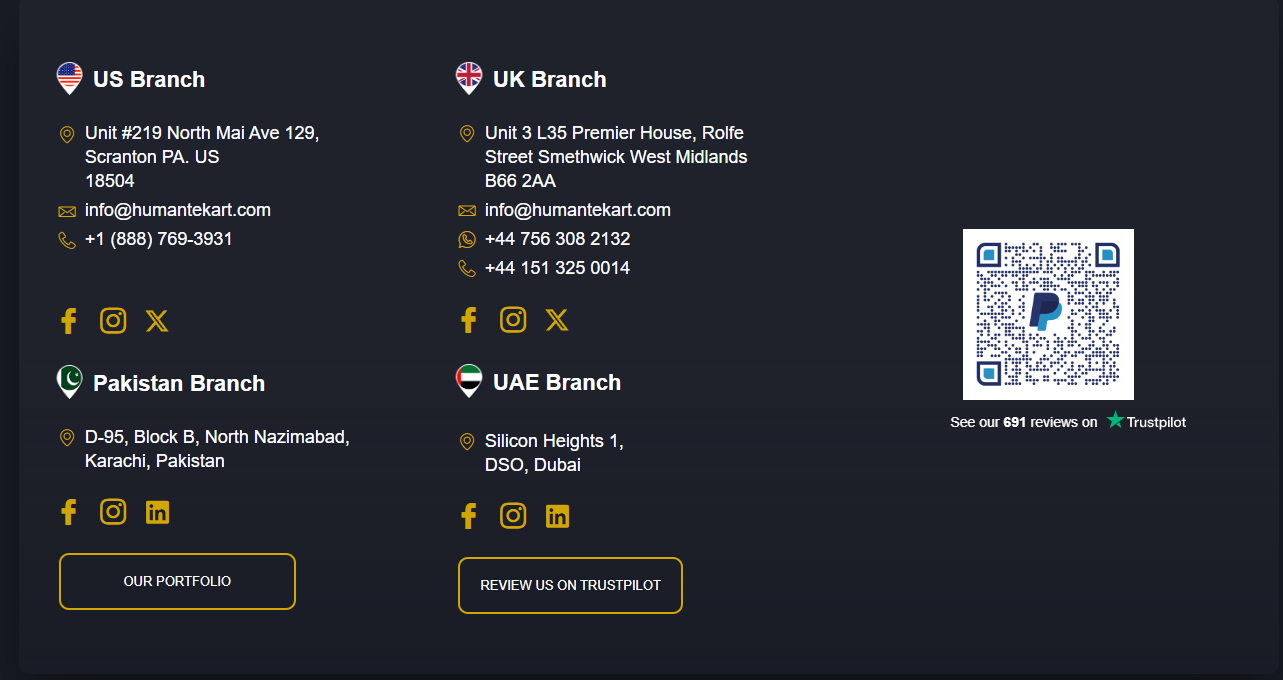 US Branch
Unit #219 North Mai Ave 129,
Scranton PA. US
18504
info@humantekart.com
+1 (888) 769-3931
UK Branch
Unit 3 L35 Premier House, Rolfe
Street Smethwick West Midlands
B66 2AA
info@humantekart.com
+44 756 308 2132
+44 151 325 0014
Pakistan Branch
D-95, Block B, North Nazimabad,
Karachi, Pakistan
OUR PORTFOLIO
UAE Branch
Silicon Heights 1,
DSO, Dubai
REVIEW US ON TRUSTPILOT
See our 691 reviews on Trustpilot